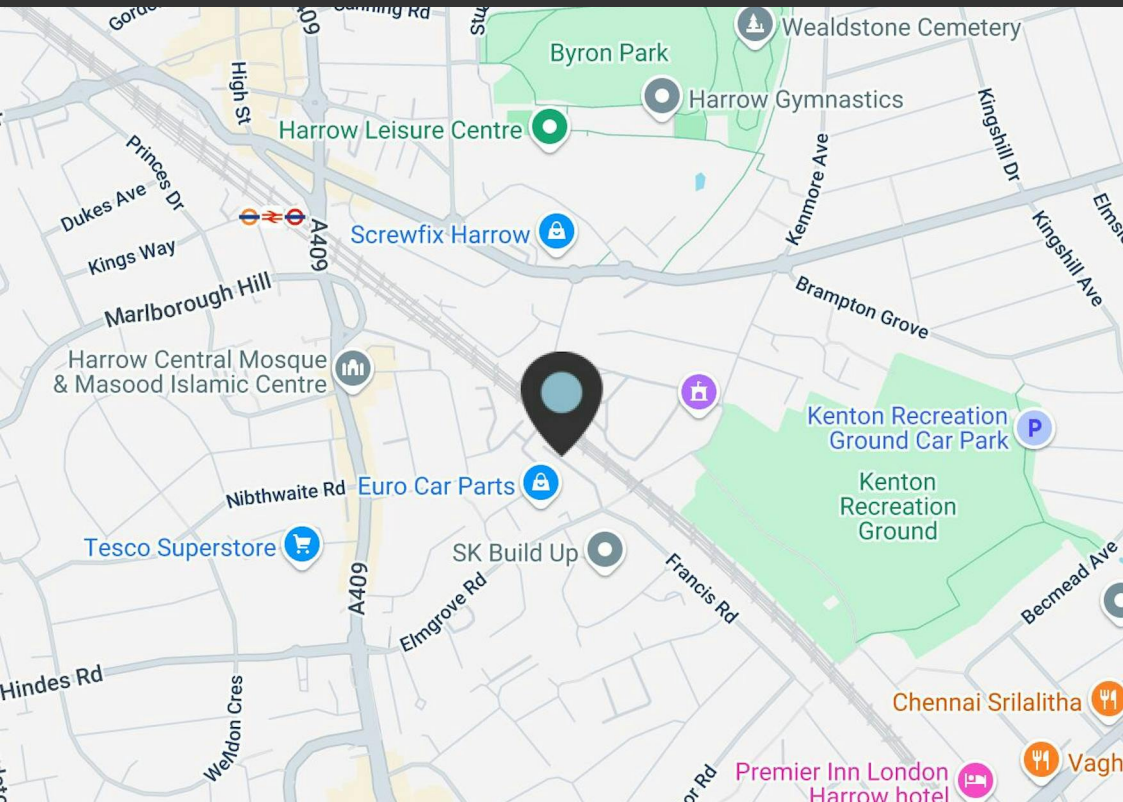 Wealdstone Cemetery
Byron Park
High St
Harrow Gymnastics
Kingshill Dr
Harrow Leisure Centre
Princes Dr
Kenmore Ave
Dukes Ave
A409
Screwfix Harrow
Kings Way
Kingshill Ave
Marlborough Hill
Brampton Grove
Harrow Central Mosque
& Masood Islamic Centre
Kenton Recreation
Ground Car Park
P
Kenton
Recreation
Ground
Nibthwaite Rd
Euro Car Parts
Tesco Superstore
SK Build Up
Francis Rd
Becmead Ave
A409
Elmgrove Rd
Hindes Rd
Weldon Cres
Chennai Srilalitha
Vagh
Premier Inn London
Harrow hotel
or Rd